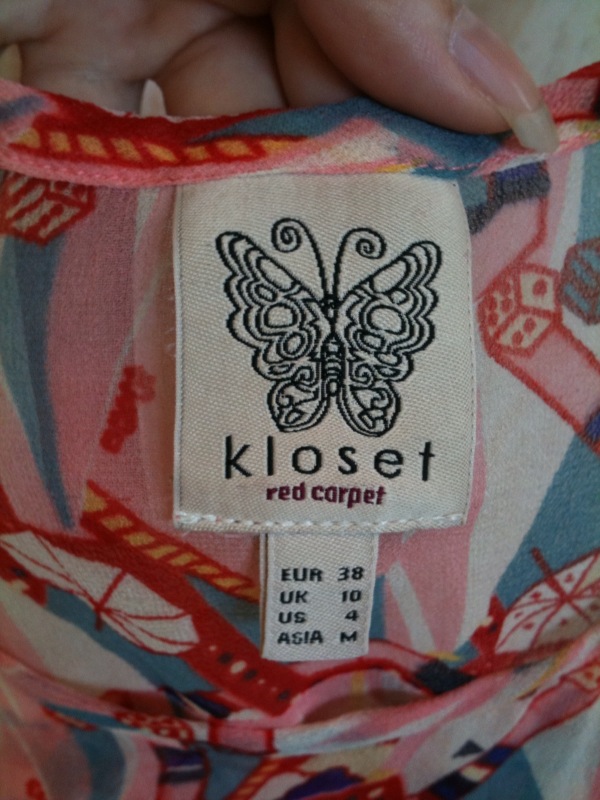 kloset
red carpet
EUR 38
UK 10
US 4
ASIA M